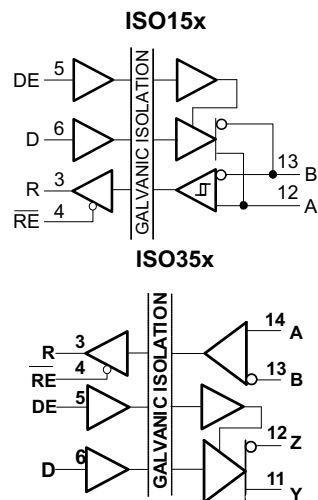 ISO15x
DE 5
D 6
R 3
RE 4
GALVANIC ISOLATION
13 B
12 A
ISO35x
R 3
RE 4
DE 5
D 6
GALVANIC ISOLATION
14 A
13 B
12 Z
11 Y